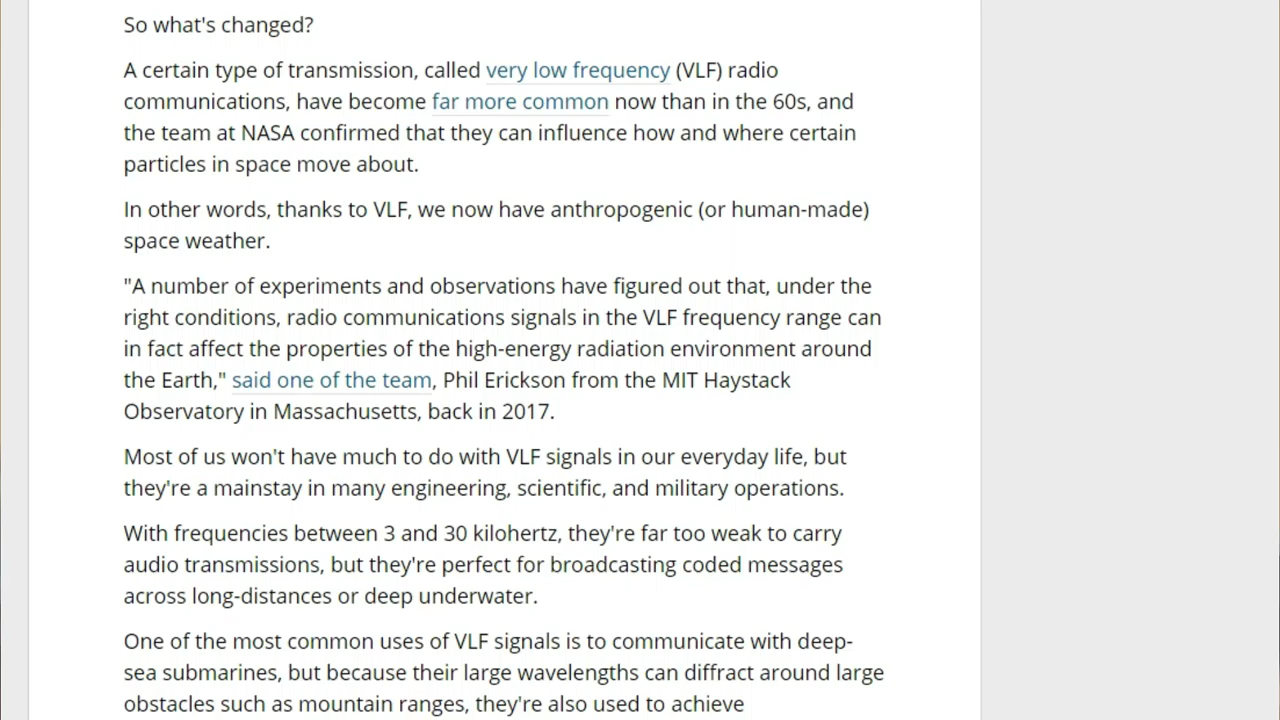 So what's changed?
A certain type of transmission, called very low frequency (VLF) radio
communications, have become far more common now than in the 60s, and
the team at NASA confirmed that they can influence how and where certain
particles in space move about.
In other words, thanks to VLF, we now have anthropogenic (or human-made)
space weather.
"A number of experiments and observations have figured out that, under the
right conditions, radio communications signals in the VLF frequency range can
in fact affect the properties of the high-energy radiation environment around
the Earth," said one of the team, Phil Erickson from the MIT Haystack
Observatory in Massachusetts, back in 2017.
Most of us won't have much to do with VLF signals in our everyday life, but
they're a mainstay in many engineering, scientific, and military operations.
With frequencies between 3 and 30 kilohertz, they're far too weak to carry
audio transmissions, but they're perfect for broadcasting coded messages
across long-distances or deep underwater.
One of the most common uses of VLF signals is to communicate with deep-
sea submarines, but because their large wavelengths can diffract around large
obstacles such as mountain ranges, they're also used to achieve